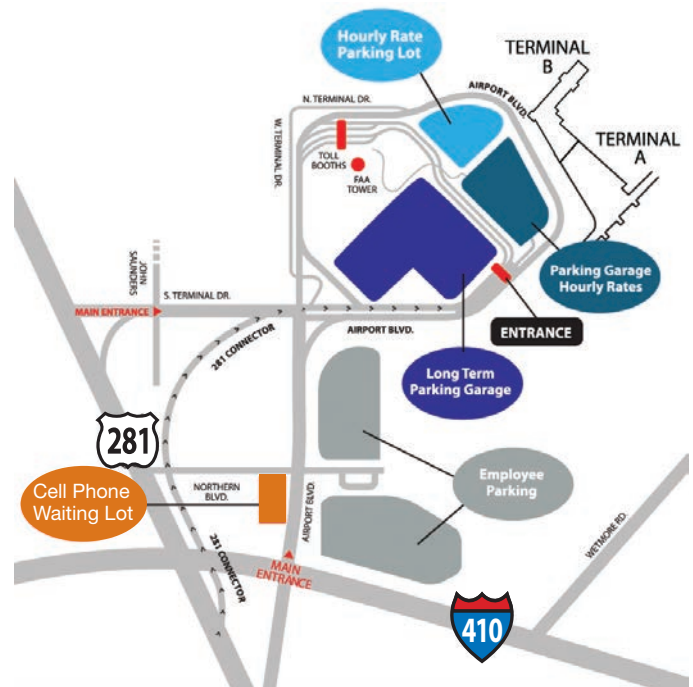 Hourly Rate
Parking Lot
TERMINAL
B
AIRPORT BLVD.
N. TERMINAL DR.
W. TERMINAL DR.
TOLL
BOOTHS
FAA
TOWER
TERMINAL
A
JOHN
SAUNDERS
S. TERMINAL DR.
MAIN ENTRANCE
Parking Garage
Hourly Rates
ENTRANCE
AIRPORT BLVD.
281 CONNECTOR
Long Term
Parking Garage
281
Cell Phone
Waiting Lot
NORTHERN
BLVD.
AIRPORT BLVD.
Employee
Parking
281 CONNECTOR
MAIN
ENTRANCE
WETMORE RD.
410